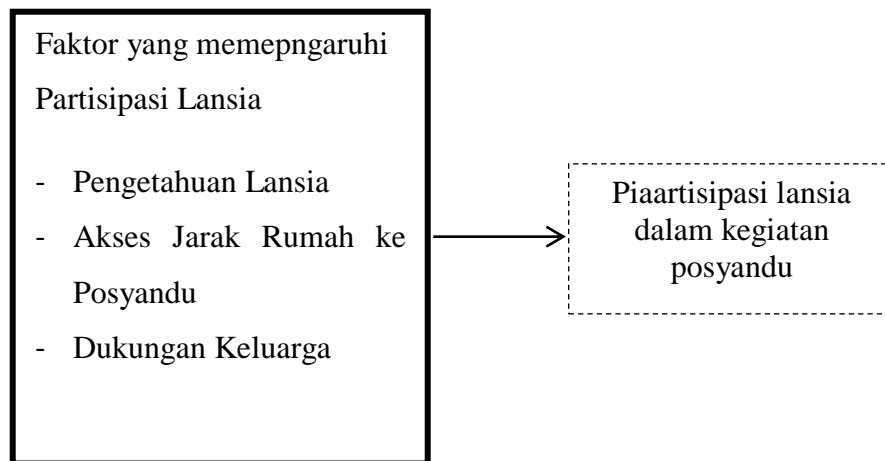 Faktor yang memepngaruhi
Partisipasi Lansia
- Pengetahuan Lansia
- Akses Jarak Rumah ke
Posyandu
- Dukungan Keluarga
Piaartisipasi lansia
dalam kegiatan
posyandu